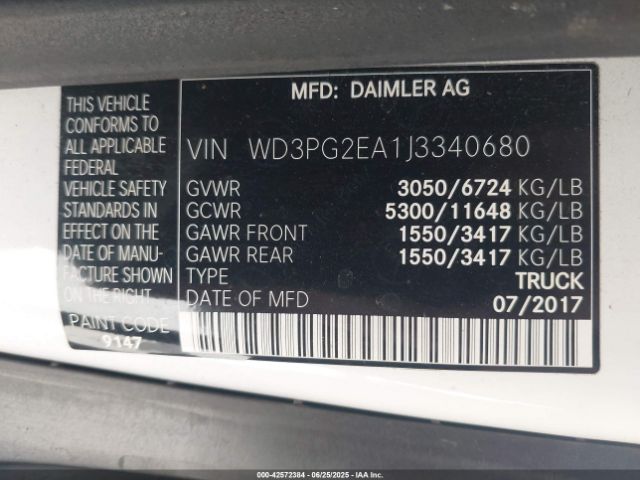 MFD: DAIMLER AG
THIS VEHICLE
CONFORMS TO
ALL APPLICABLE
FEDERAL
VEHICLE SAFETY
STANDARDS IN
EFFECT ON THE
DATE OF MANU-
FACTURE SHOWN
ON THE RIGHT
PAINT CODE
9147
VIN WD3PG2EA1J3340680
GVWR 3050/6724 KG/LB
GCWR 5300/11648 KG/LB
GAWR FRONT 1550/3417 KG/LB
GAWR REAR 1550/3417 KG/LB
TYPE TRUCK
DATE OF MFD 07/2017
000-42572384 | 06/25/2025 | IAA Inc.